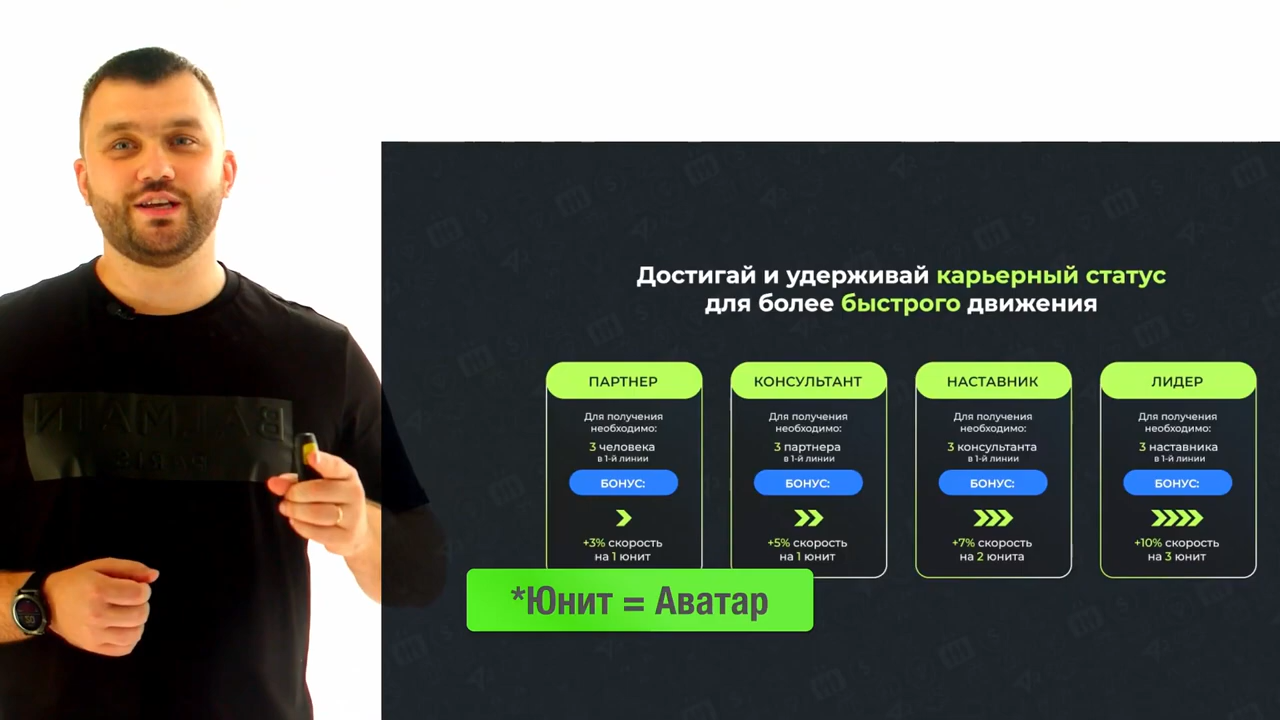 Достигай и удерживай карьерный статус
для более быстрого движения
ПАРТНЕР
Для получения
необходимо:
3 человека
в 1-й линии
БОНУС:
+3% скорость
на 1 юнит
КОНСУЛЬТАНТ
Для получения
необходимо:
3 партнера
в 1-й линии
БОНУС:
+5% скорость
на 1 юнит
НАСТАВНИК
Для получения
необходимо:
3 консультанта
в 1-й линии
БОНУС:
+7% скорость
на 2 юнита
ЛИДЕР
Для получения
необходимо:
3 наставника
в 1-й линии
БОНУС:
+10% скорость
на 3 юнит
*Юнит = Аватар
BALMAIN
PARIS